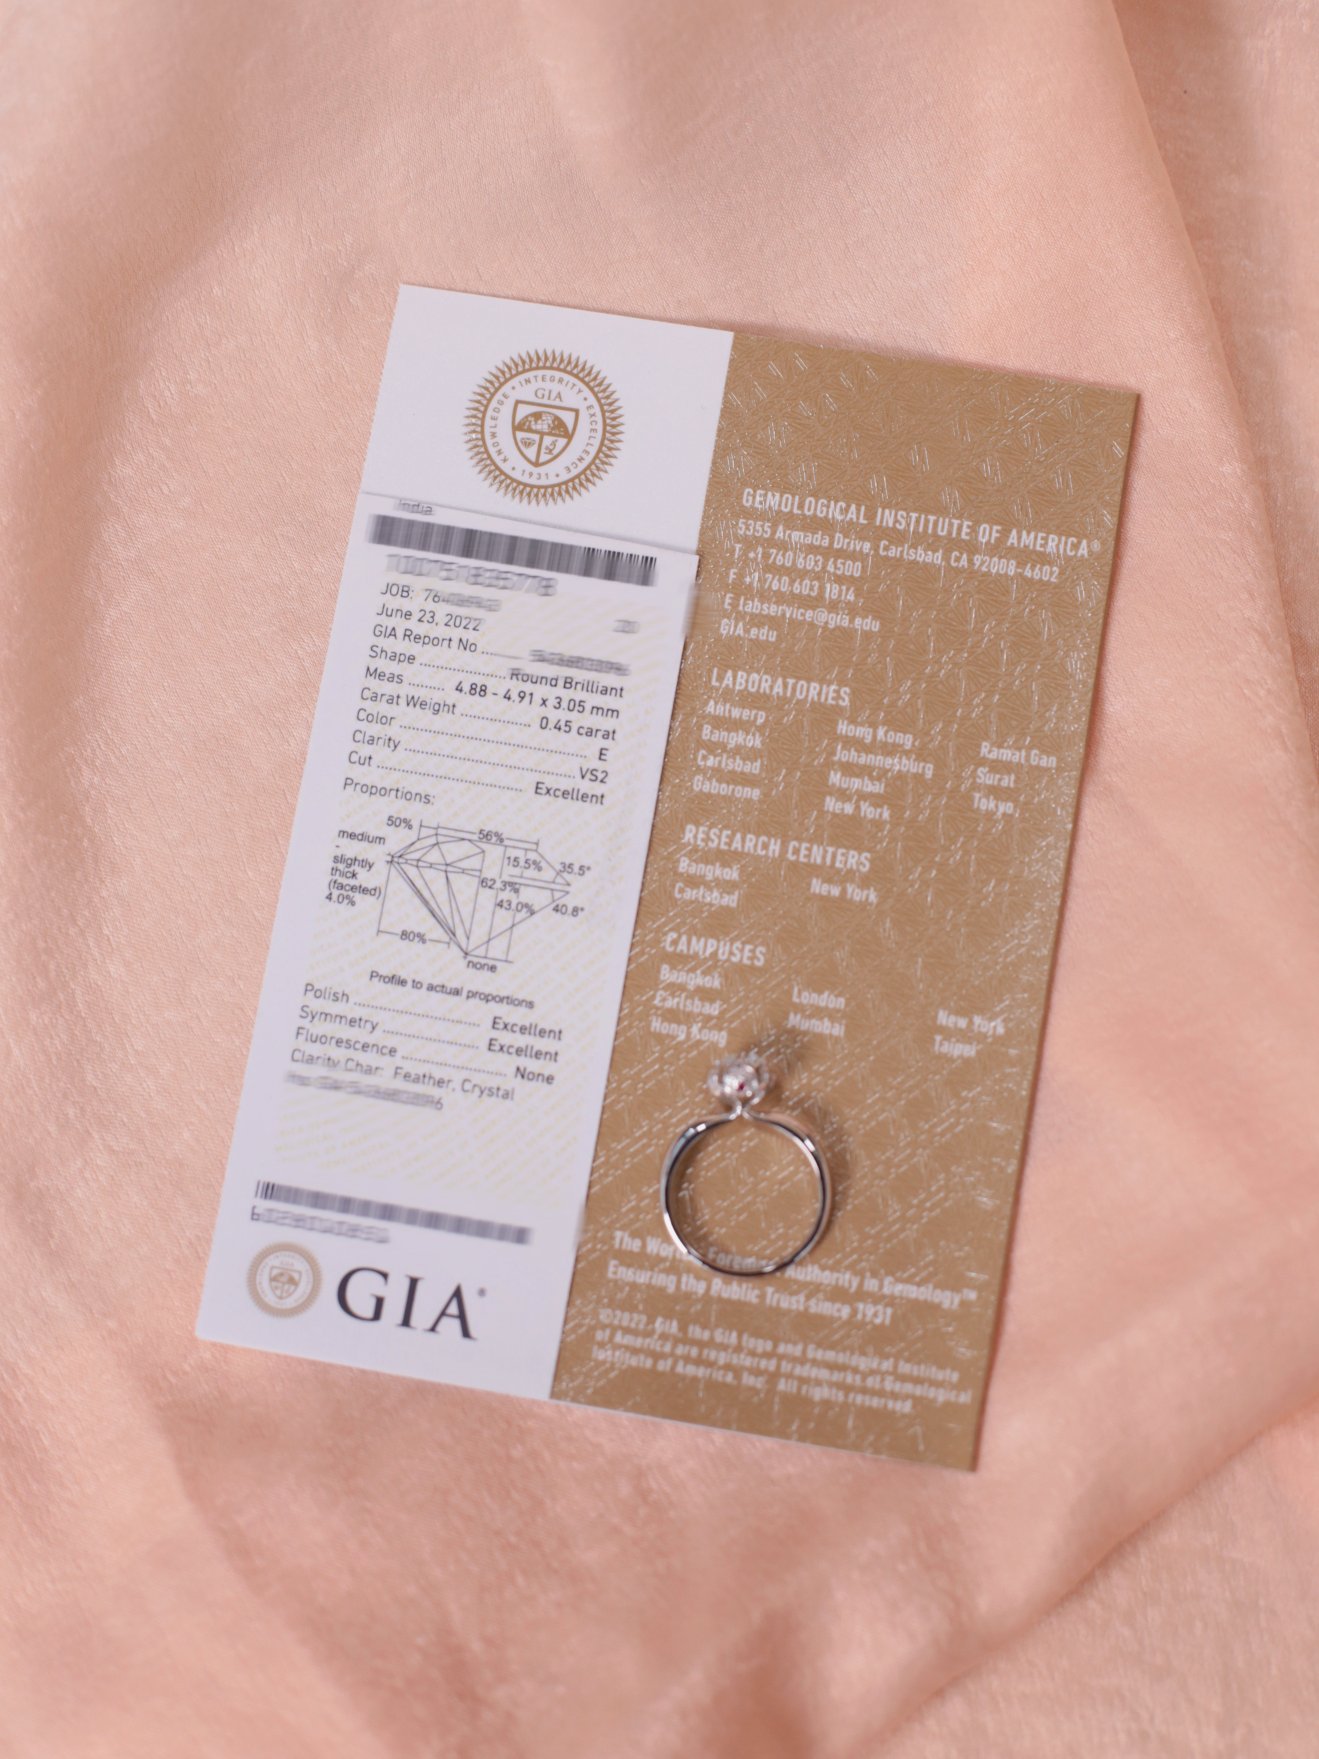 KNOWLEDGE • INTEGRITY • EXCELLENCE • 1931
GIA
India
JOB: 76
June 23, 2022
GIA Report No
Shape Round Brilliant
Meas 4.88 - 4.91 x 3.05 mm
Carat Weight 0.45 carat
Color E
Clarity VS2
Cut Excellent
Proportions:
50%
56%
medium
-
slightly
thick
(faceted)
4.0%
15.5%
35.5°
62.3%
43.0%
40.8°
80%
none
Profile to actual proportions
Polish Excellent
Symmetry Excellent
Fluorescence None
Clarity Char: Feather, Crystal
GIA®
GEMOLOGICAL INSTITUTE OF AMERICA®
5355 Armada Drive, Carlsbad, CA 92008-4602
T +1 760 603 4500
F +1 760 603 1814
E labservice@gia.edu
GIA.edu
LABORATORIES
Antwerp Hong Kong Ramat Gan
Bangkok Johannesburg Surat
Carlsbad Mumbai Tokyo
Gaborone New York
RESEARCH CENTERS
Bangkok New York
Carlsbad
CAMPUSES
Bangkok London New York
Carlsbad Mumbai Taipei
Hong Kong
The Authority in Gemology™
Ensuring the Public Trust since 1931
©2022. GIA, the GIA logo and Gemological Institute
of America are registered trademarks of Gemological
Institute of America, Inc. All rights reserved.